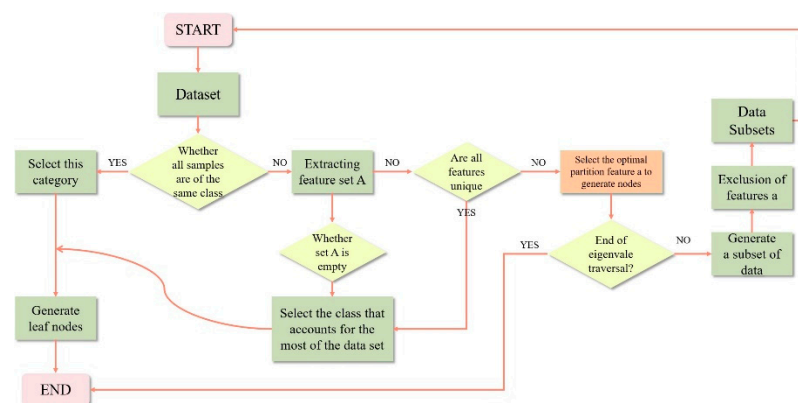 START
Dataset
Whether
all samples
are of the
same class
YES
NO
Select this
category
Extracting
feature set A
NO
Are all
features
unique
NO
YES
Select the optimal
partition feature a to
generate nodes
Data
Subsets
Exclusion of
features a
Whether
set A is
empty
YES
End of
eigenvale
traversal?
NO
Generate
a subset of
data
Generate
leaf nodes
Select the class that
accounts for the
most of the data set
END